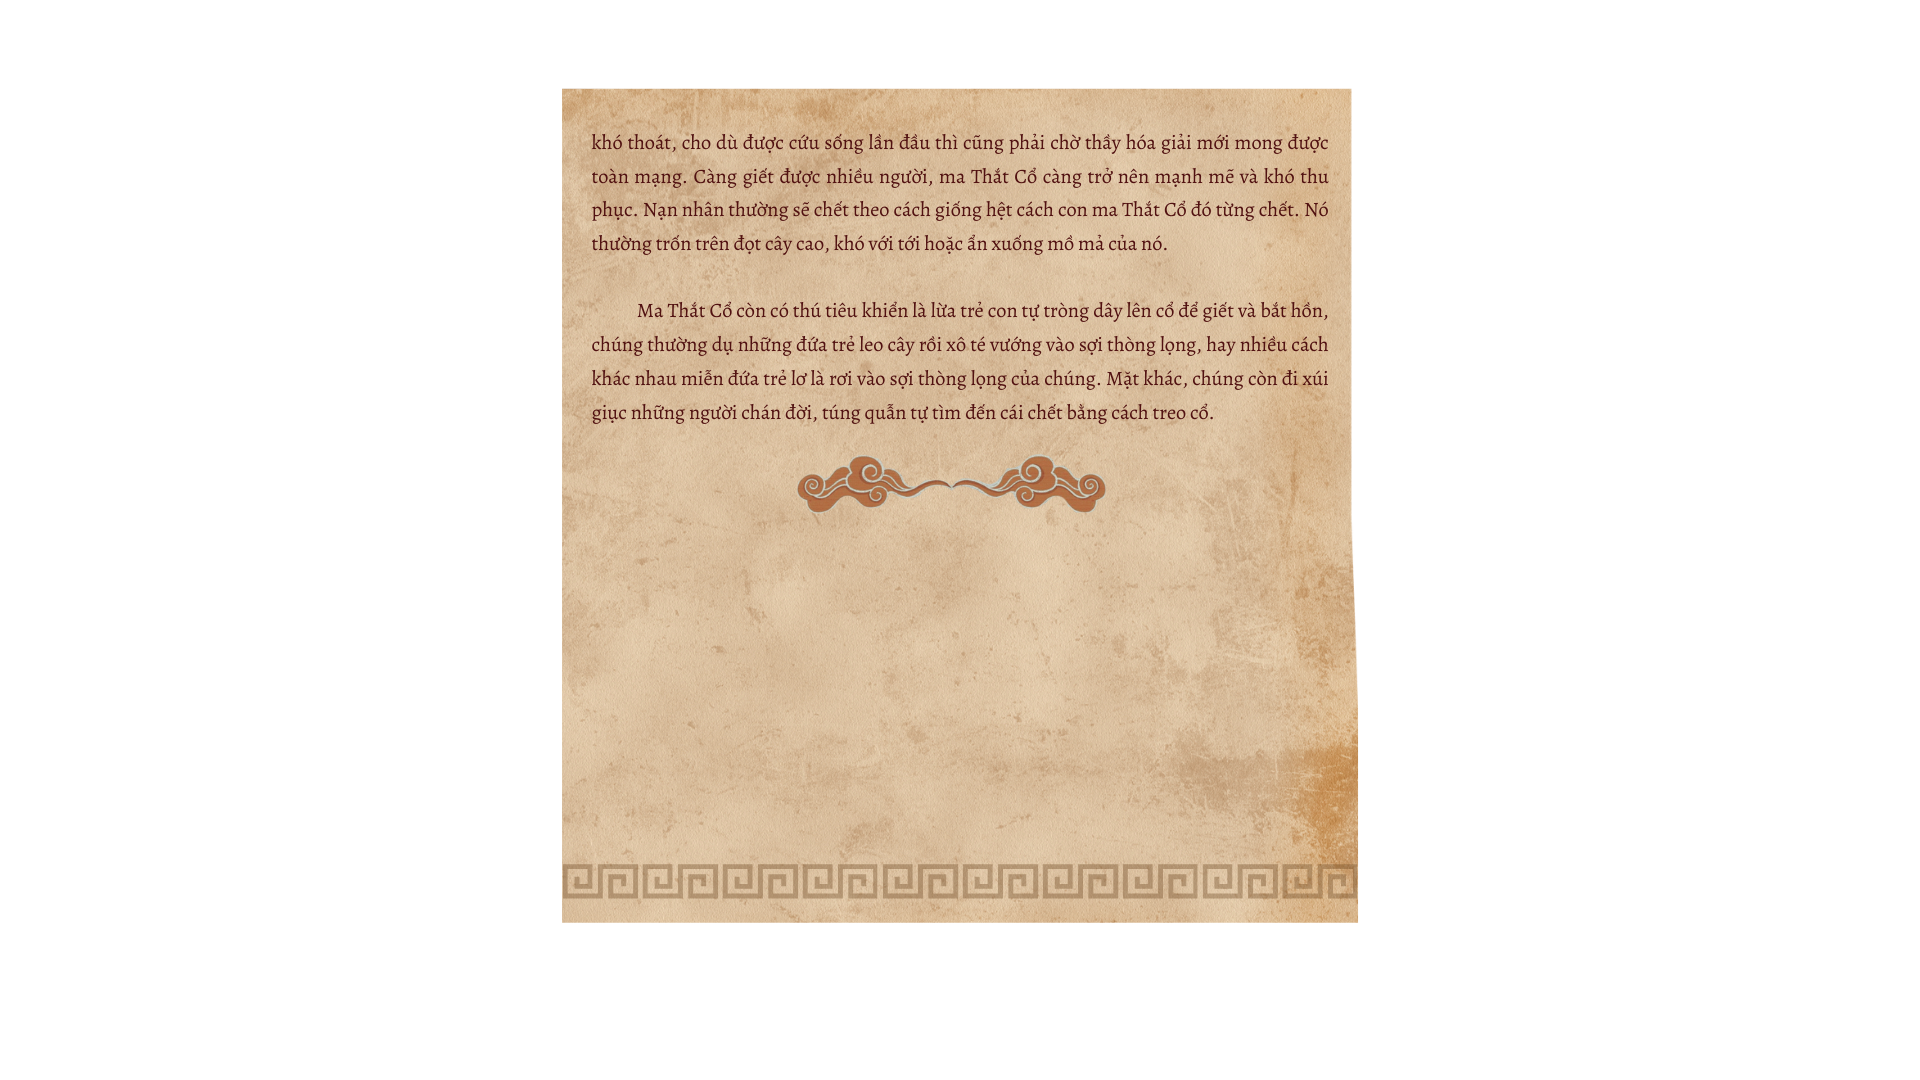 khó thoát, cho dù được cứu sống lần đầu thì cũng phải chờ thầy hóa giải mới mong được
toàn mạng. Càng giết được nhiều người, ma Thắt Cổ càng trở nên mạnh mẽ và khó thu
phục. Nạn nhân thường sẽ chết theo cách giống hệt cách con ma Thắt Cổ đó từng chết. Nó
thường trốn trên đọt cây cao, khó với tới hoặc ẩn xuống mồ mả của nó.
Ma Thắt Cổ còn có thú tiêu khiển là lừa trẻ con tự tròng dây lên cổ để giết và bắt hồn,
chúng thường dụ những đứa trẻ leo cây rồi xô té vướng vào sợi thòng lọng, hay nhiều cách
khác nhau miễn đứa trẻ lơ là rơi vào sợi thòng lọng của chúng. Mặt khác, chúng còn đi xúi
giục những người chán đời, túng quẫn tự tìm đến cái chết bằng cách treo cổ.